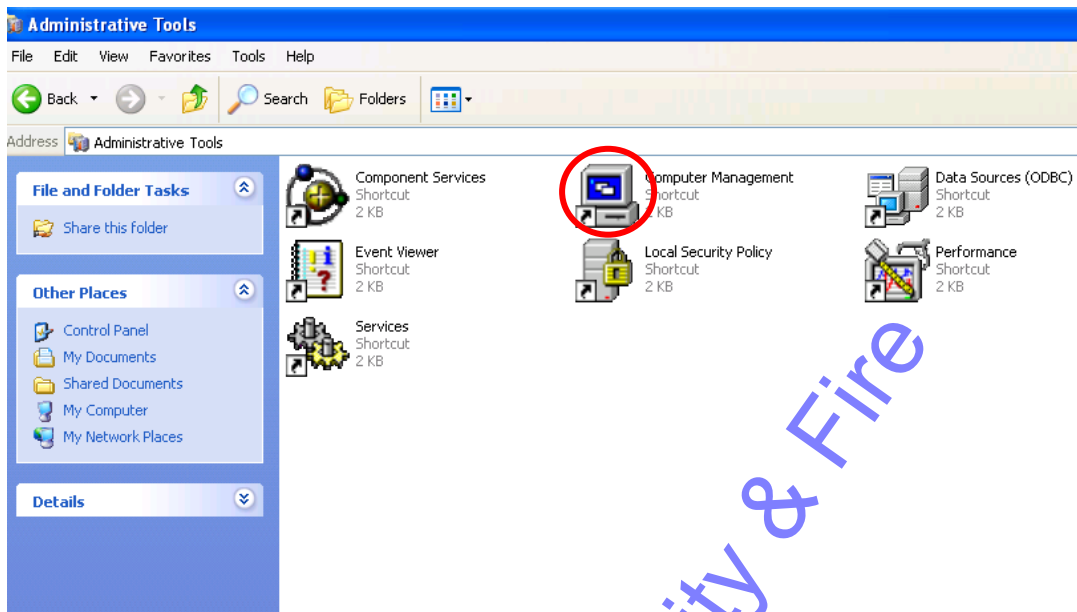 Administrative Tools
File Edit View Favorites Tools Help
Back Search Folders
Address Administrative Tools
File and Folder Tasks
Share this folder
Other Places
Control Panel
My Documents
Shared Documents
My Computer
My Network Places
Details
Component Services
Shortcut
2 KB
Computer Management
Shortcut
2 KB
Data Sources (ODBC)
Shortcut
2 KB
Event Viewer
Shortcut
2 KB
Local Security Policy
Shortcut
2 KB
Performance
Shortcut
2 KB
Services
Shortcut
2 KB
& Fire